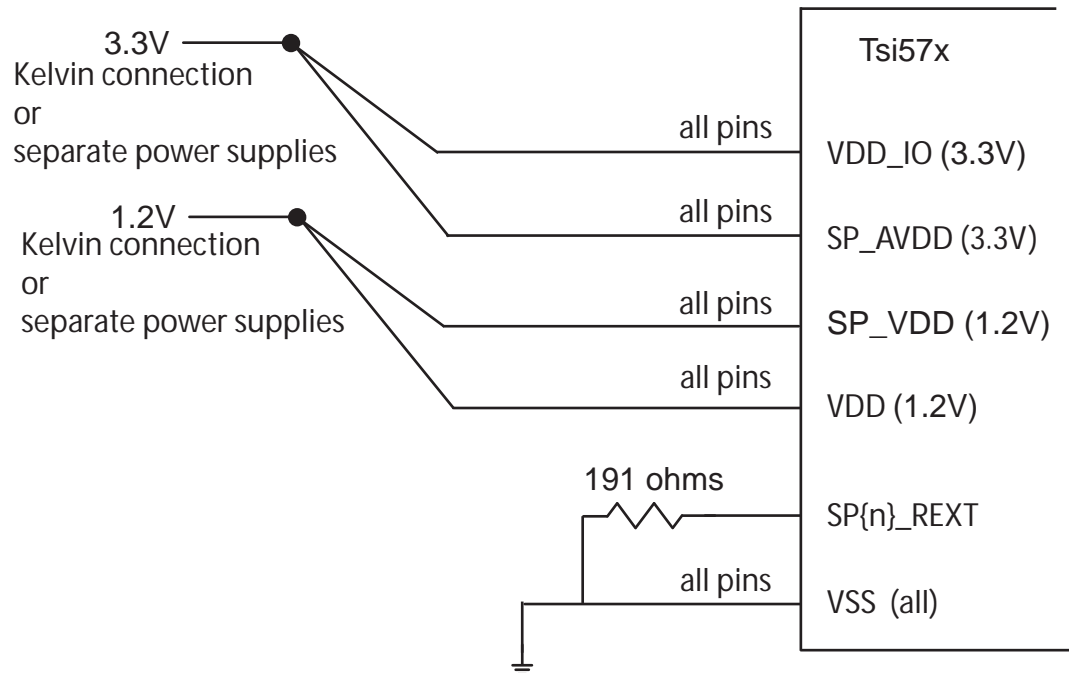 3.3V
Kelvin connection
or
separate power supplies
1.2V
Kelvin connection
or
separate power supplies
Tsi57x
all pins
VDD_IO (3.3V)
all pins
SP_AVDD (3.3V)
all pins
SP_VDD (1.2V)
all pins
VDD (1.2V)
191 ohms
SP{n}_REXT
all pins
VSS (all)